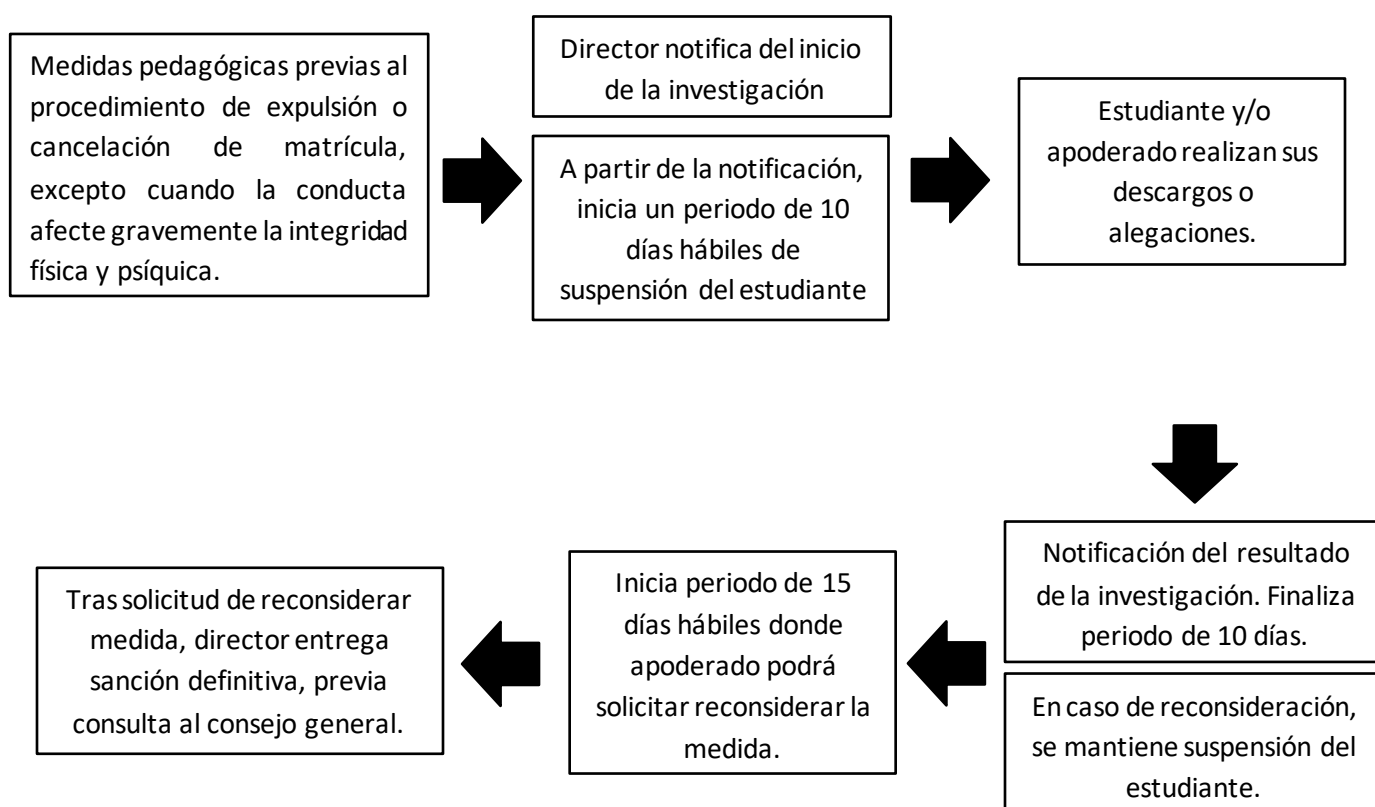 Medidas pedagógicas previas al
procedimiento de expulsión o
cancelación de matrícula,
excepto cuando la conducta
afecte gravemente la integridad
física y psíquica.
Director notifica del inicio
de la investigación
A partir de la notificación,
inicia un periodo de 10
días hábiles de
suspensión del estudiante
Estudiante y/o
apoderado realizan sus
descargos o
alegaciones.
Notificación del resultado
de la investigación. Finaliza
periodo de 10 días.
En caso de reconsideración,
se mantiene suspensión del
estudiante.
Inicia periodo de 15
días hábiles donde
apoderado podrá
solicitar reconsiderar la
medida.
Tras solicitud de reconsiderar
medida, director entrega
sanción definitiva, previa
consulta al consejo general.